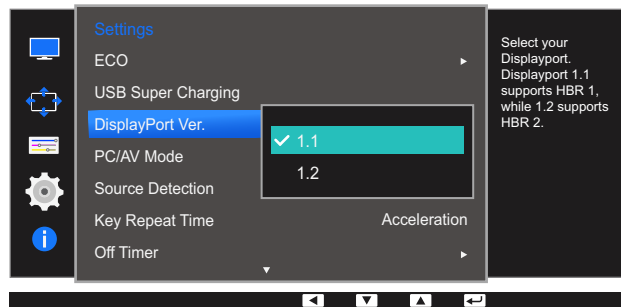 Settings
ECO
USB Super Charging
DisplayPort Ver.
PC/AV Mode
Source Detection
Key Repeat Time
Acceleration
Off Timer
1.1
1.2
Select your
Displayport.
Displayport 1.1
supports HBR 1,
while 1.2 supports
HBR 2.